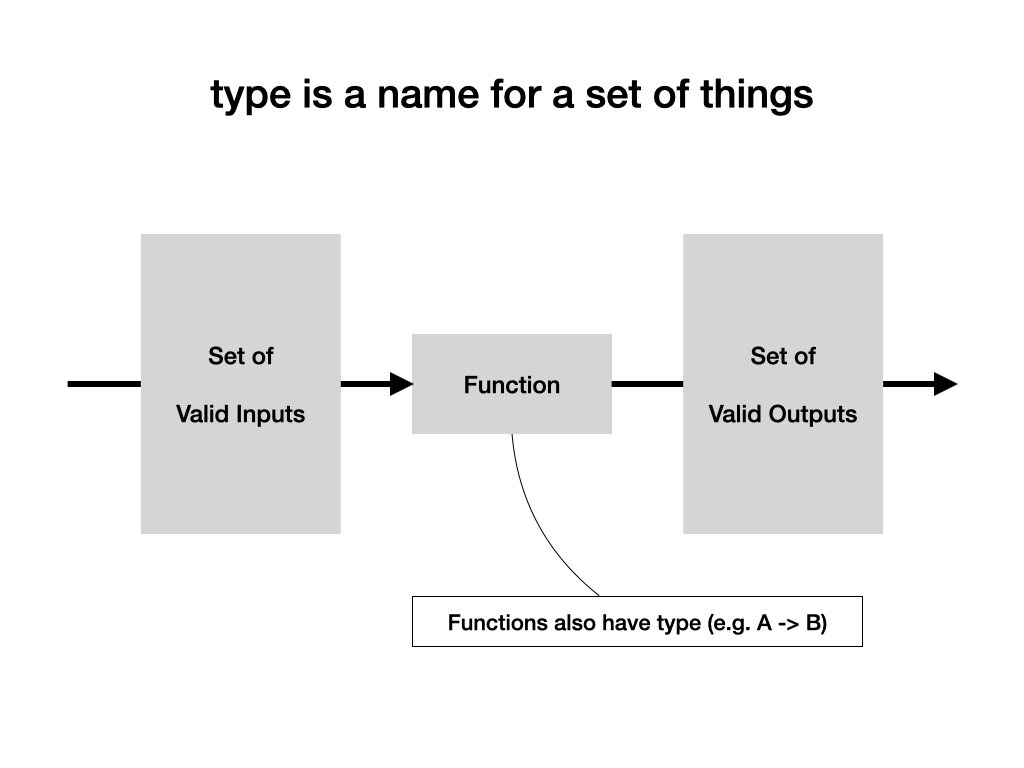 type is a name for a set of things
Set of
Valid Inputs
Function
Set of
Valid Outputs
Functions also have type (e.g. A -> B)